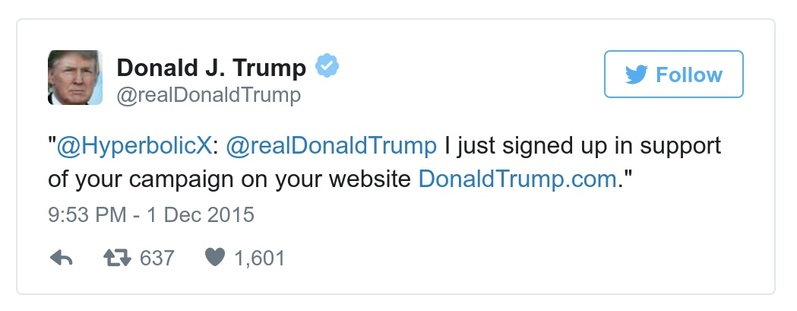 Donald J. Trump
@realDonaldTrump
Follow
"@HyperbolicX: @realDonaldTrump I just signed up in support
of your campaign on your website DonaldTrump.com."
9:53 PM - 1 Dec 2015
637 1,601